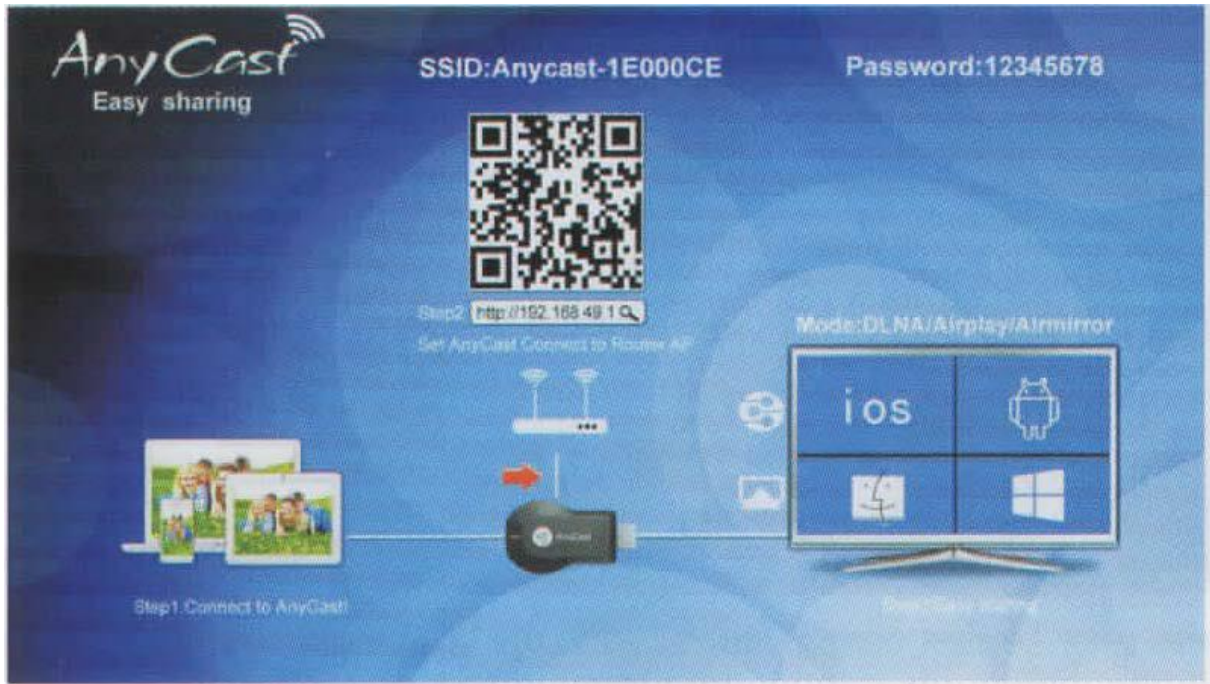 AnyCast
Easy sharing
SSID:Anycast-1E000CE
Password:12345678
Step2 http://192.168.49.1
Set AnyCast Connect to Router AP
Mode:DLNA/Airplay/Airmirror
ios
AnyCast
Step1.Connect to AnyCast!